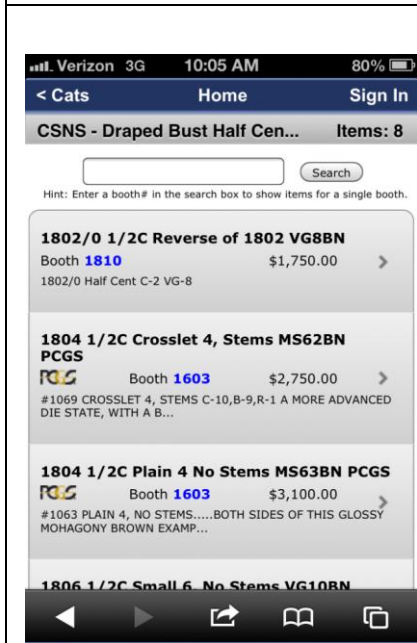 Verizon 3G 10:05 AM 80%
< Cats Home Sign In
CSNS - Draped Bust Half Cen... Items: 8
Search
Hint: Enter a booth# in the search box to show items for a single booth.
1802/0 1/2C Reverse of 1802 VG8BN
Booth 1810 $1,750.00 >
1802/0 Half Cent C-2 VG-8
1804 1/2C Crosslet 4, Stems MS62BN
PCGS
PCGS Booth 1603 $2,750.00 >
#1069 CROSSLET 4, STEMS C-10,B-9,R-1 A MORE ADVANCED
DIE STATE, WITH A B...
1804 1/2C Plain 4 No Stems MS63BN PCGS
PCGS Booth 1603 $3,100.00 >
#1063 PLAIN 4, NO STEMS.....BOTH SIDES OF THIS GLOSSY
MOHAGONY BROWN EXAMP...
1806 1/2C Small 6, No Stems VG10BN